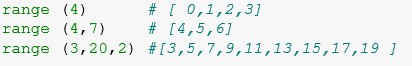 range (4) # [ 0,1,2,3]
range (4,7) # [4,5,6]
range (3,20,2) #[3,5,7,9,11,13,15,17,19 ]